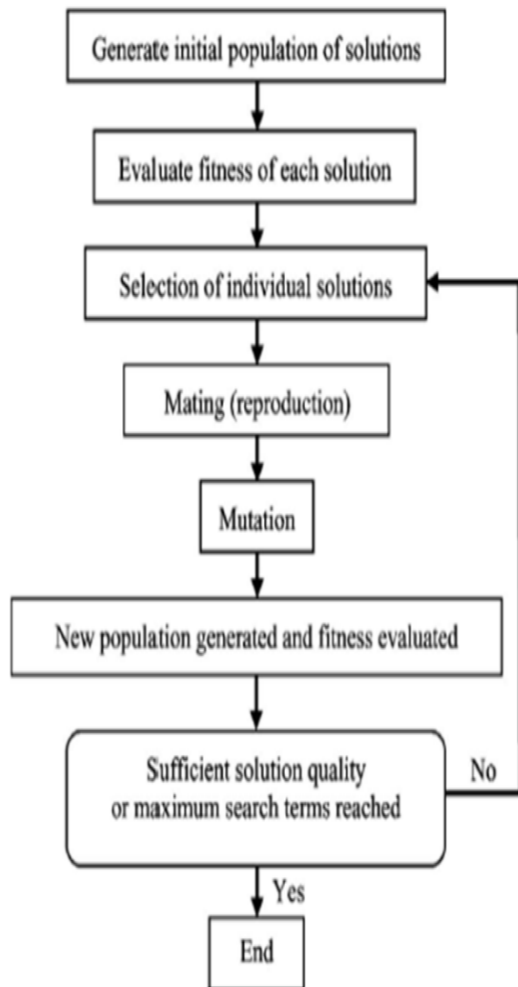 Generate initial population of solutions
Evaluate fitness of each solution
Selection of individual solutions
Mating (reproduction)
Mutation
New population generated and fitness evaluated
Sufficient solution quality
or maximum search terms reached
No
Yes
End